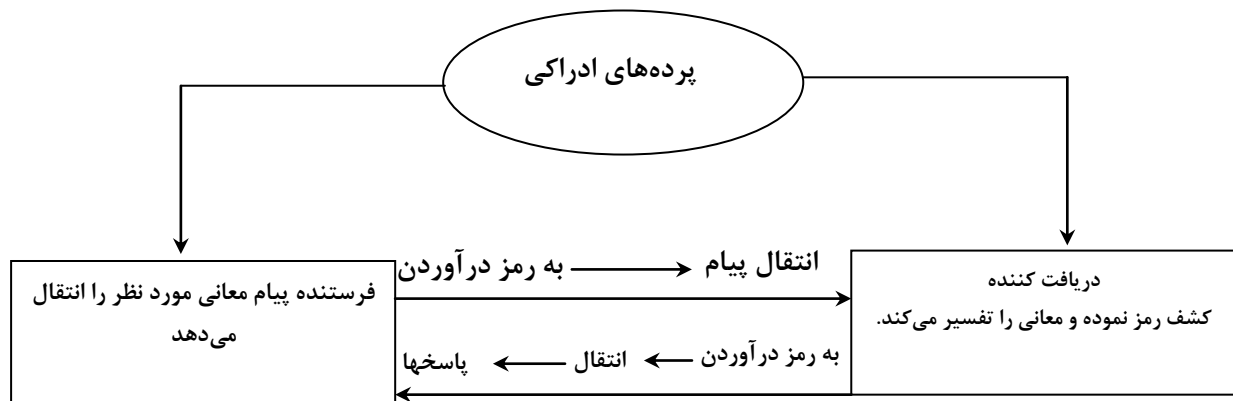 پرده‌های ادراکی
به رمز درآوردن انتقال پیام
فرستنده پیام معانی مورد نظر را انتقال
می‌دهد
دریافت کننده
کشف رمز نموده و معانی را تفسیر می‌کند.
به رمز درآوردن انتقال پاسخها